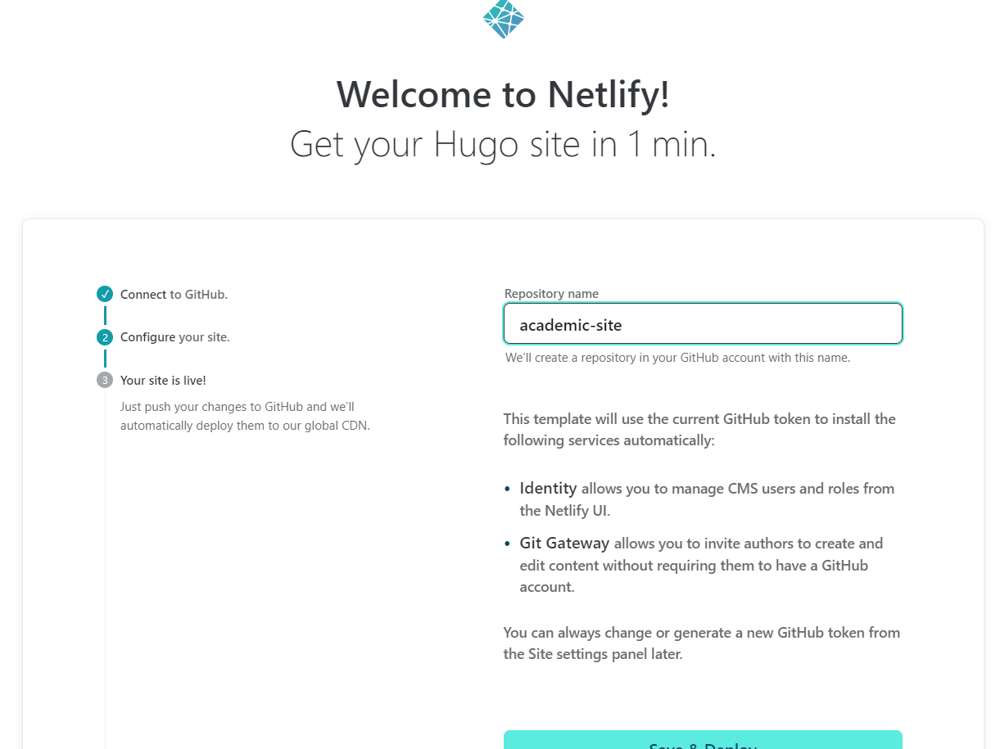 Welcome to Netlify!
Get your Hugo site in 1 min.
✓ Connect to GitHub.
2 Configure your site.
3 Your site is live!
Just push your changes to GitHub and we’ll
automatically deploy them to our global CDN.
Repository name
academic-site
We’ll create a repository in your GitHub account with this name.
This template will use the current GitHub token to install the
following services automatically:
• Identity allows you to manage CMS users and roles from
the Netlify UI.
• Git Gateway allows you to invite authors to create and
edit content without requiring them to have a GitHub
account.
You can always change or generate a new GitHub token from
the Site settings panel later.
Save & Deploy